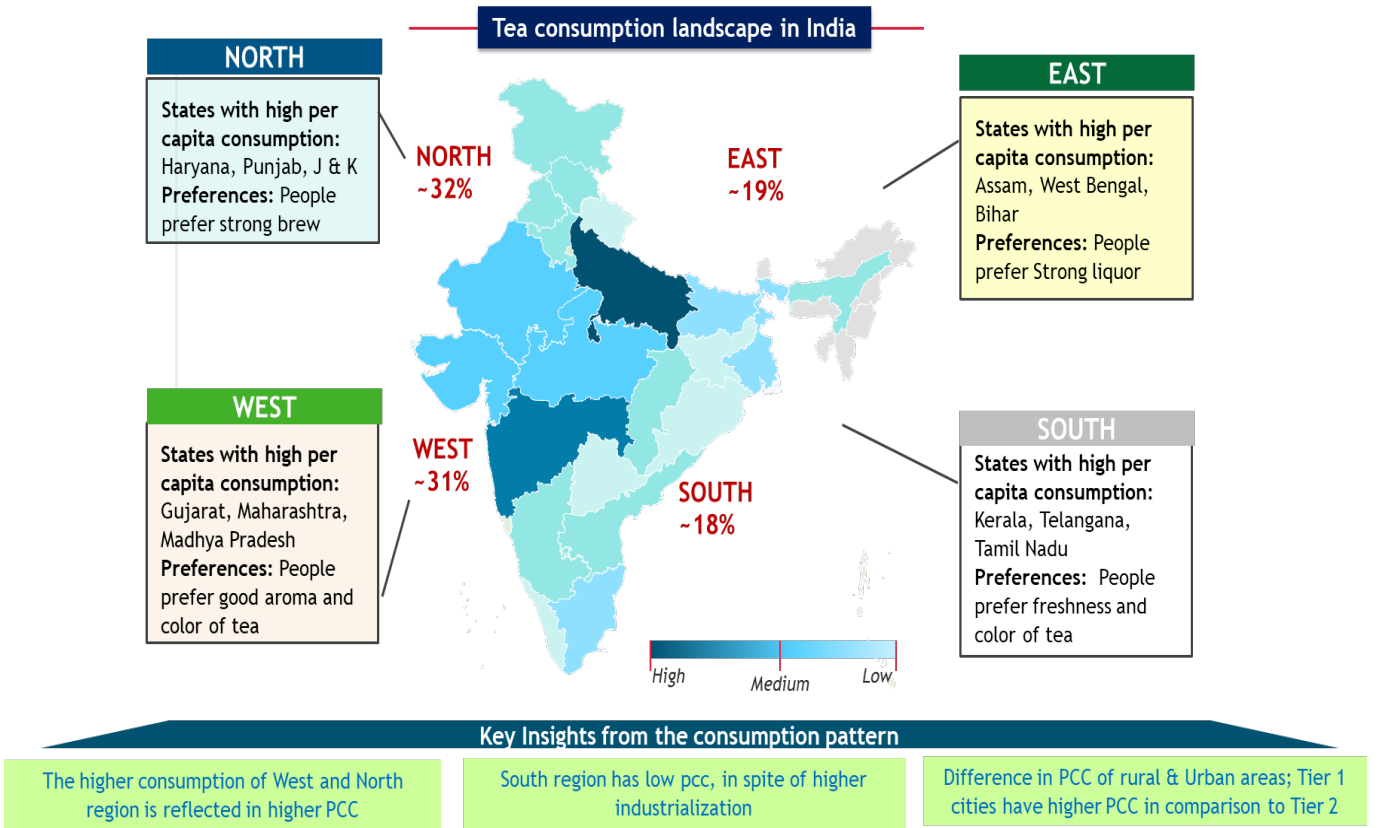 Tea consumption landscape in India
NORTH
States with high per
capita consumption:
Haryana, Punjab, J & K
Preferences: People
prefer strong brew
NORTH
~32%
EAST
~19%
EAST
States with high per
capita consumption:
Assam, West Bengal,
Bihar
Preferences: People
prefer Strong liquor
WEST
States with high per
capita consumption:
Gujarat, Maharashtra,
Madhya Pradesh
Preferences: People
prefer good aroma and
color of tea
WEST
~31%
SOUTH
~18%
SOUTH
States with high per
capita consumption:
Kerala, Telangana,
Tamil Nadu
Preferences: People
prefer freshness and
color of tea
High
Medium
Low
Key Insights from the consumption pattern
The higher consumption of West and North
region is reflected in higher PCC
South region has low pcc, in spite of higher
industrialization
Difference in PCC of rural & Urban areas; Tier 1
cities have higher PCC in comparison to Tier 2